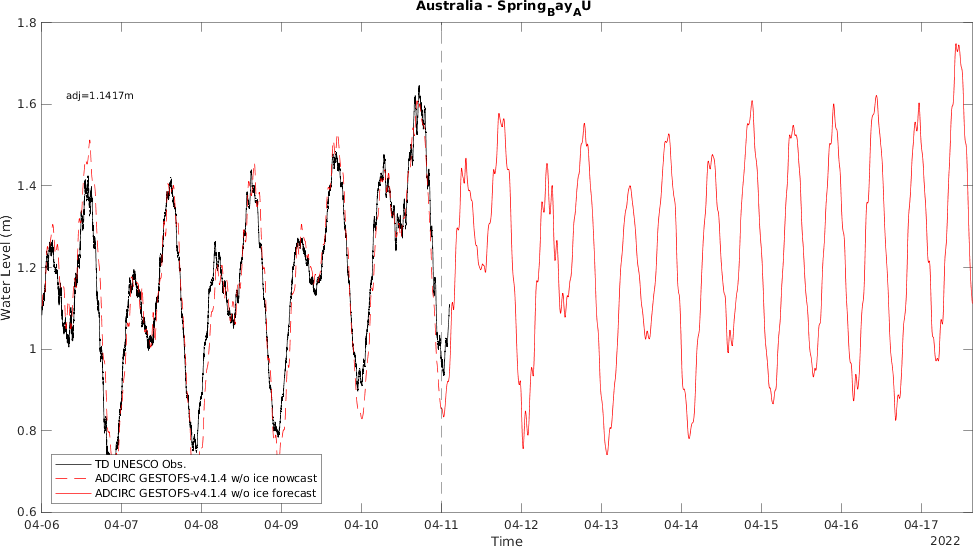 Australia - SpringBayAU
adj=1.1417m
Water Level (m)
1.8
1.6
1.4
1.2
1
0.8
0.6
TD UNESCO Obs.
ADCIRC GESTOFS-v4.1.4 w/o ice nowcast
ADCIRC GESTOFS-v4.1.4 w/o ice forecast
04-06 04-07 04-08 04-09 04-10 04-11 04-12 04-13 04-14 04-15 04-16 04-17
Time
2022